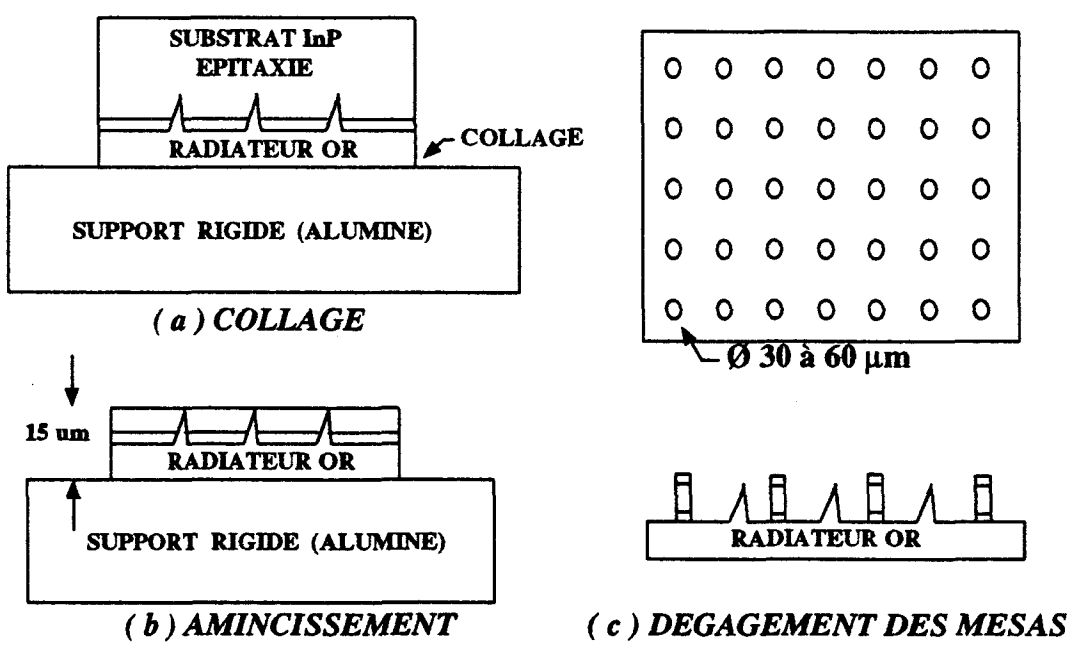 SUBSTRAT InP
EPITAXIE
RADIATEUR OR
COLLAGE
SUPPORT RIGIDE (ALUMINE)
( a ) COLLAGE
15 um
RADIATEUR OR
SUPPORT RIGIDE (ALUMINE)
( b ) AMINCISSEMENT
Ø 30 à 60 μm
RADIATEUR OR
( c ) DEGAGEMENT DES MESAS